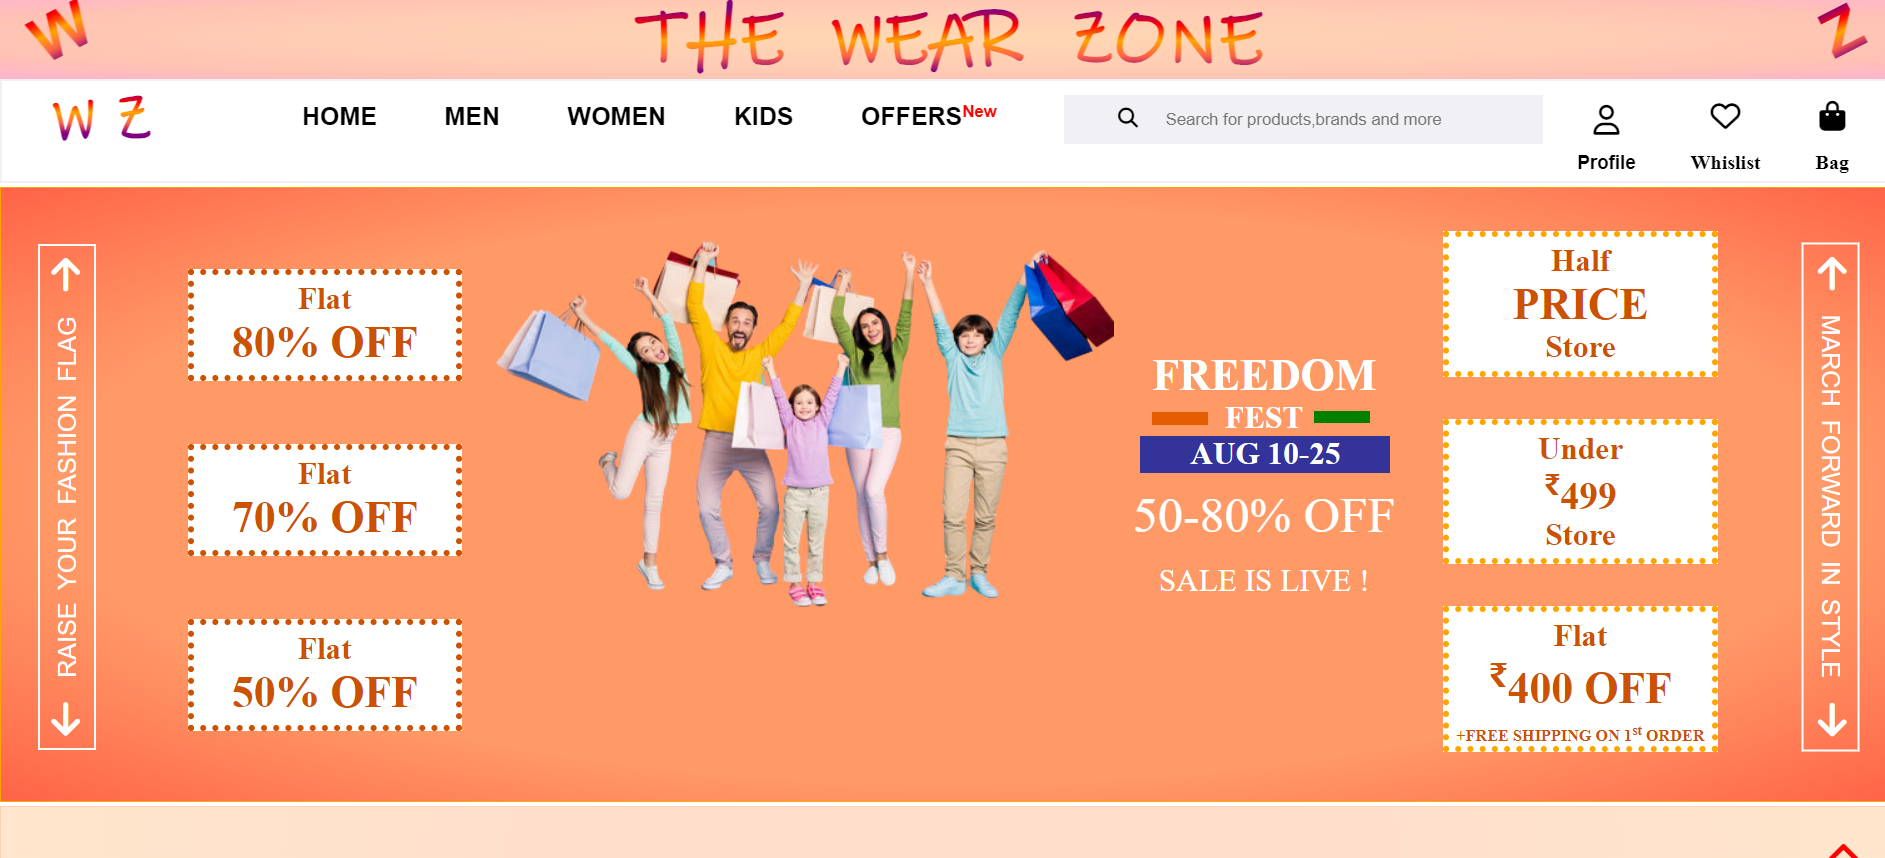 W THE WEAR ZONE Z
W Z HOME MEN WOMEN KIDS OFFERSNew Search for products,brands and more
Profile Whislist Bag
RAISE YOUR FASHION FLAG
Flat
80% OFF
Flat
70% OFF
Flat
50% OFF
FREEDOM
FEST
AUG 10-25
50-80% OFF
SALE IS LIVE !
Half
PRICE
Store
Under
₹499
Store
Flat
₹400 OFF
+FREE SHIPPING ON 1st ORDER
MARCH FORWARD IN STYLE